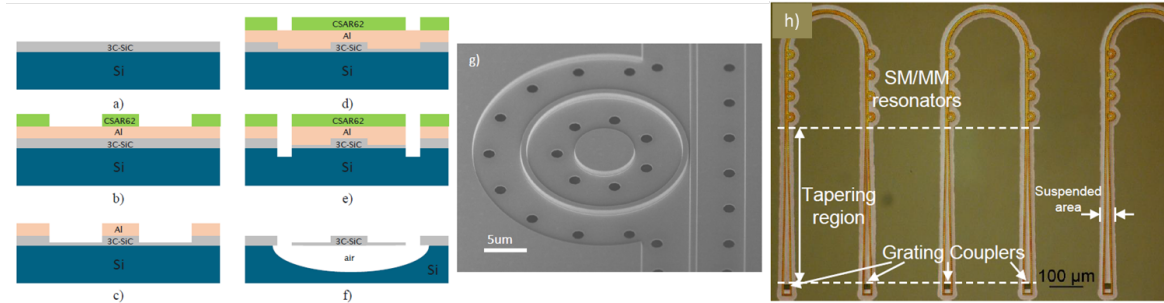 3C-SiC
Si
a)
CSAR62
Al
3C-SiC
Si
b)
Al
3C-SiC
Si
c)
CSAR62
Al
3C-SiC
Si
d)
CSAR62
Al
3C-SiC
Si
e)
3C-SiC
air
Si
f)
g)
5um
h)
SM/MM
resonators
Tapering
region
Suspended
area
Grating Couplers
100 µm